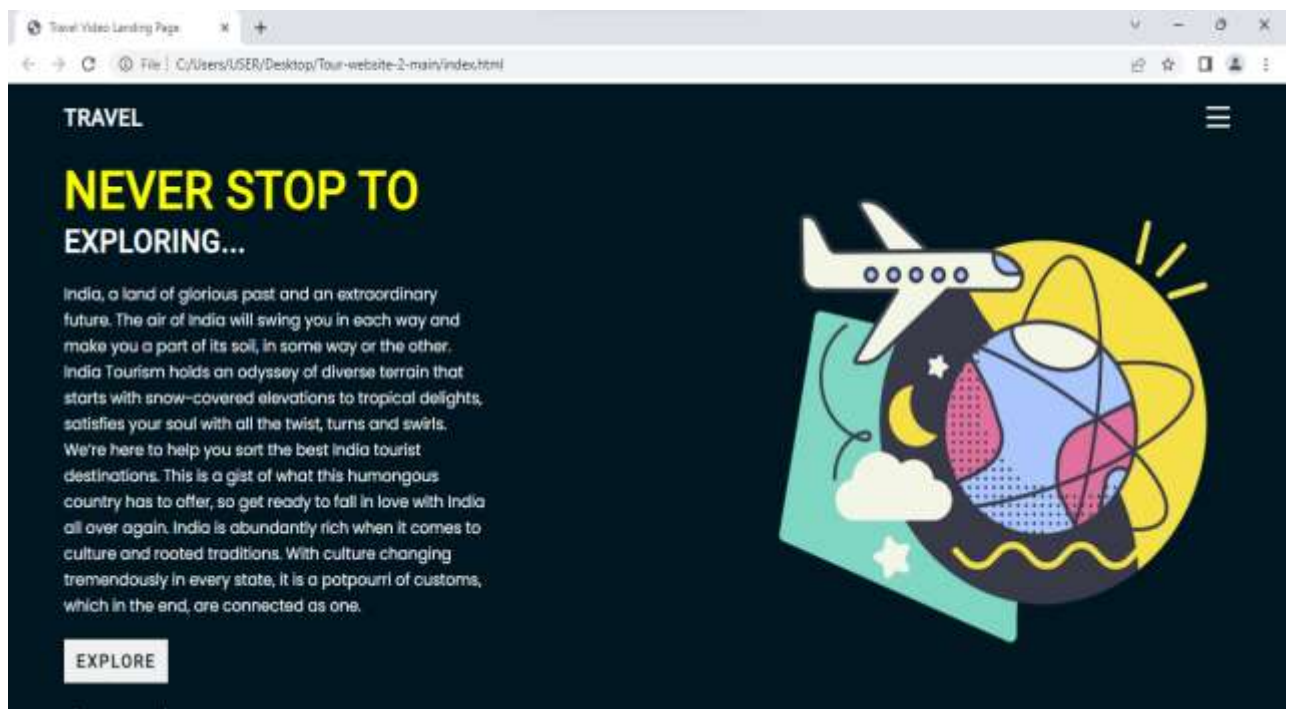 Travel Video Landing Page
File | C:/Users/USER/Desktop/Tour-website-2-main/index.html
TRAVEL
NEVER STOP TO
EXPLORING...
India, a land of glorious past and an extraordinary
future. The air of India will swing you in each way and
make you a part of its soil, in some way or the other.
India Tourism holds an odyssey of diverse terrain that
starts with snow-covered elevations to tropical delights,
satisfies your soul with all the twist, turns and swirls.
We're here to help you sort the best India tourist
destinations. This is a gist of what this humongous
country has to offer, so get ready to fall in love with India
all over again. India is abundantly rich when it comes to
culture and rooted traditions. With culture changing
tremendously in every state, it is a potpourri of customs,
which in the end, are connected as one.
EXPLORE